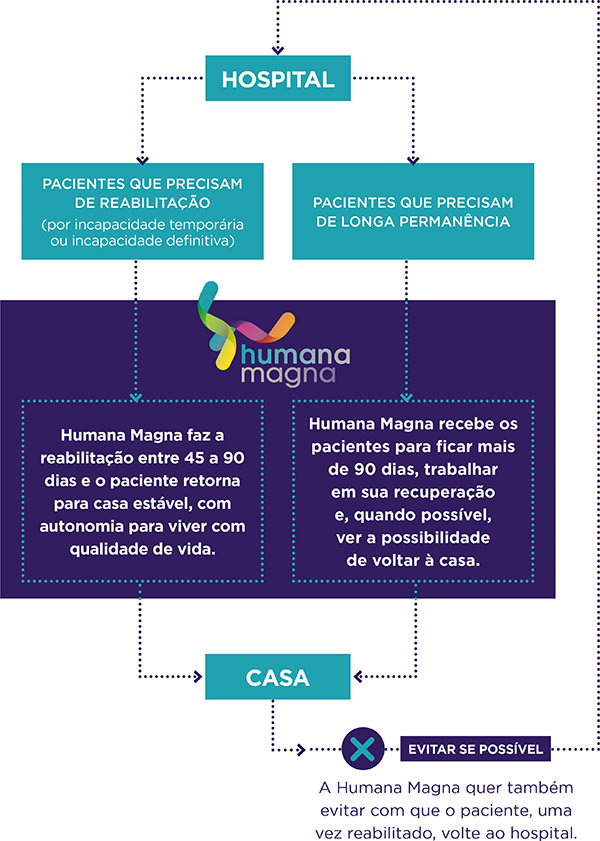 HOSPITAL
PACIENTES QUE PRECISAM
DE REABILITAÇÃO
(por incapacidade temporária
ou incapacidade definitiva)
PACIENTES QUE PRECISAM
DE LONGA PERMANÊNCIA
humana
magna
Humana Magna faz a
reabilitação entre 45 a 90
dias e o paciente retorna
para casa estável, com
autonomia para viver com
qualidade de vida.
Humana Magna recebe os
pacientes para ficar mais
de 90 dias, trabalhar
em sua recuperação
e, quando possível,
ver a possibilidade
de voltar à casa.
CASA
EVITAR SE POSSÍVEL
A Humana Magna quer também
evitar com que o paciente, uma
vez reabilitado, volte ao hospital.